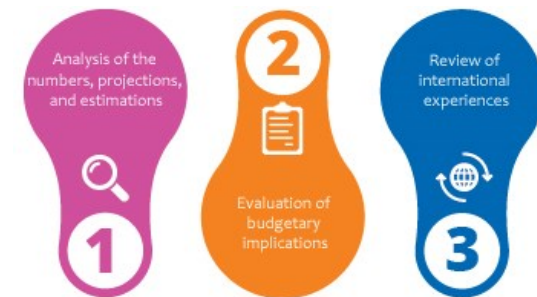 Analysis of the
numbers, projections,
and estimations
1
2
Evaluation of
budgetary
implications
Review of
international
experiences
3